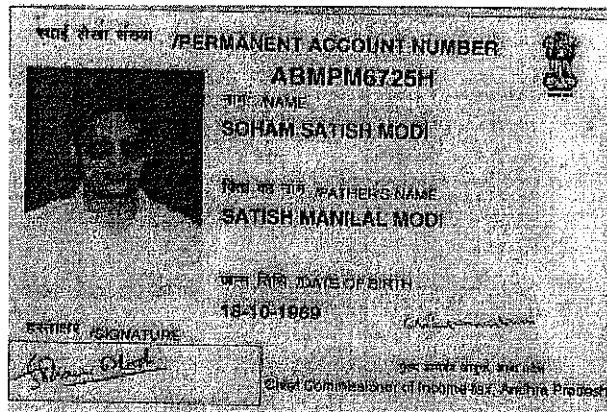 स्थाई लेखा संख्या /PERMANENT ACCOUNT NUMBER
ABMPM6725H
नाम /NAME
SOHAM SATISH MODI
पिता का नाम /FATHER'S NAME
SATISH MANILAL MODI
जन्म तिथि /DATE OF BIRTH
18-10-1969
हस्ताक्षर /SIGNATURE
Chief Commissioner of Income-tax, Andhra Pradesh